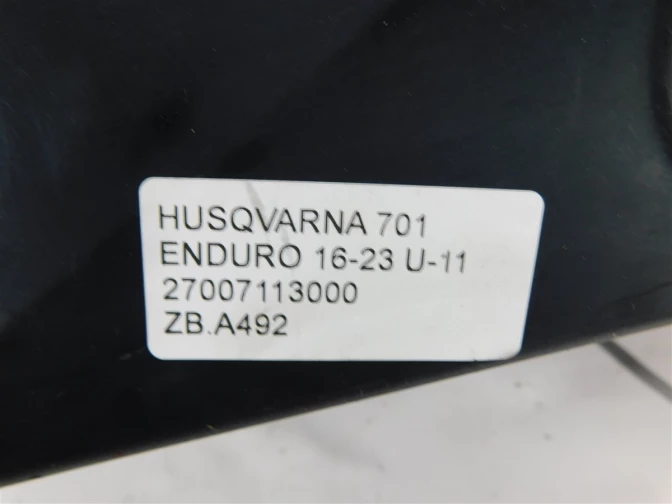 HUSQVARNA 701
ENDURO 16-23 U-11
27007113000
ZB.A492